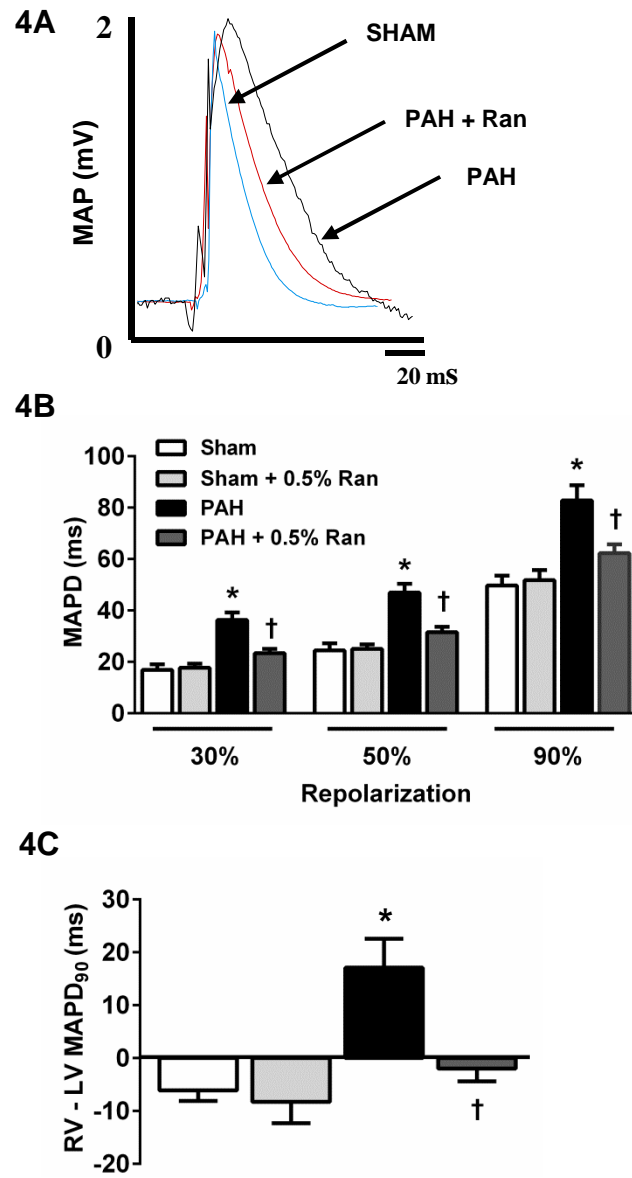 4A
2
SHAM
PAH + Ran
PAH
MAP (mV)
0
20 mS
4B
Sham
Sham + 0.5% Ran
PAH
PAH + 0.5% Ran
MAPD (ms)
100
80
60
40
20
0
*
†
*
†
*
†
30%
50%
90%
Repolarization
4C
RV - LV MAPD90 (ms)
30
20
10
0
-10
-20
*
†